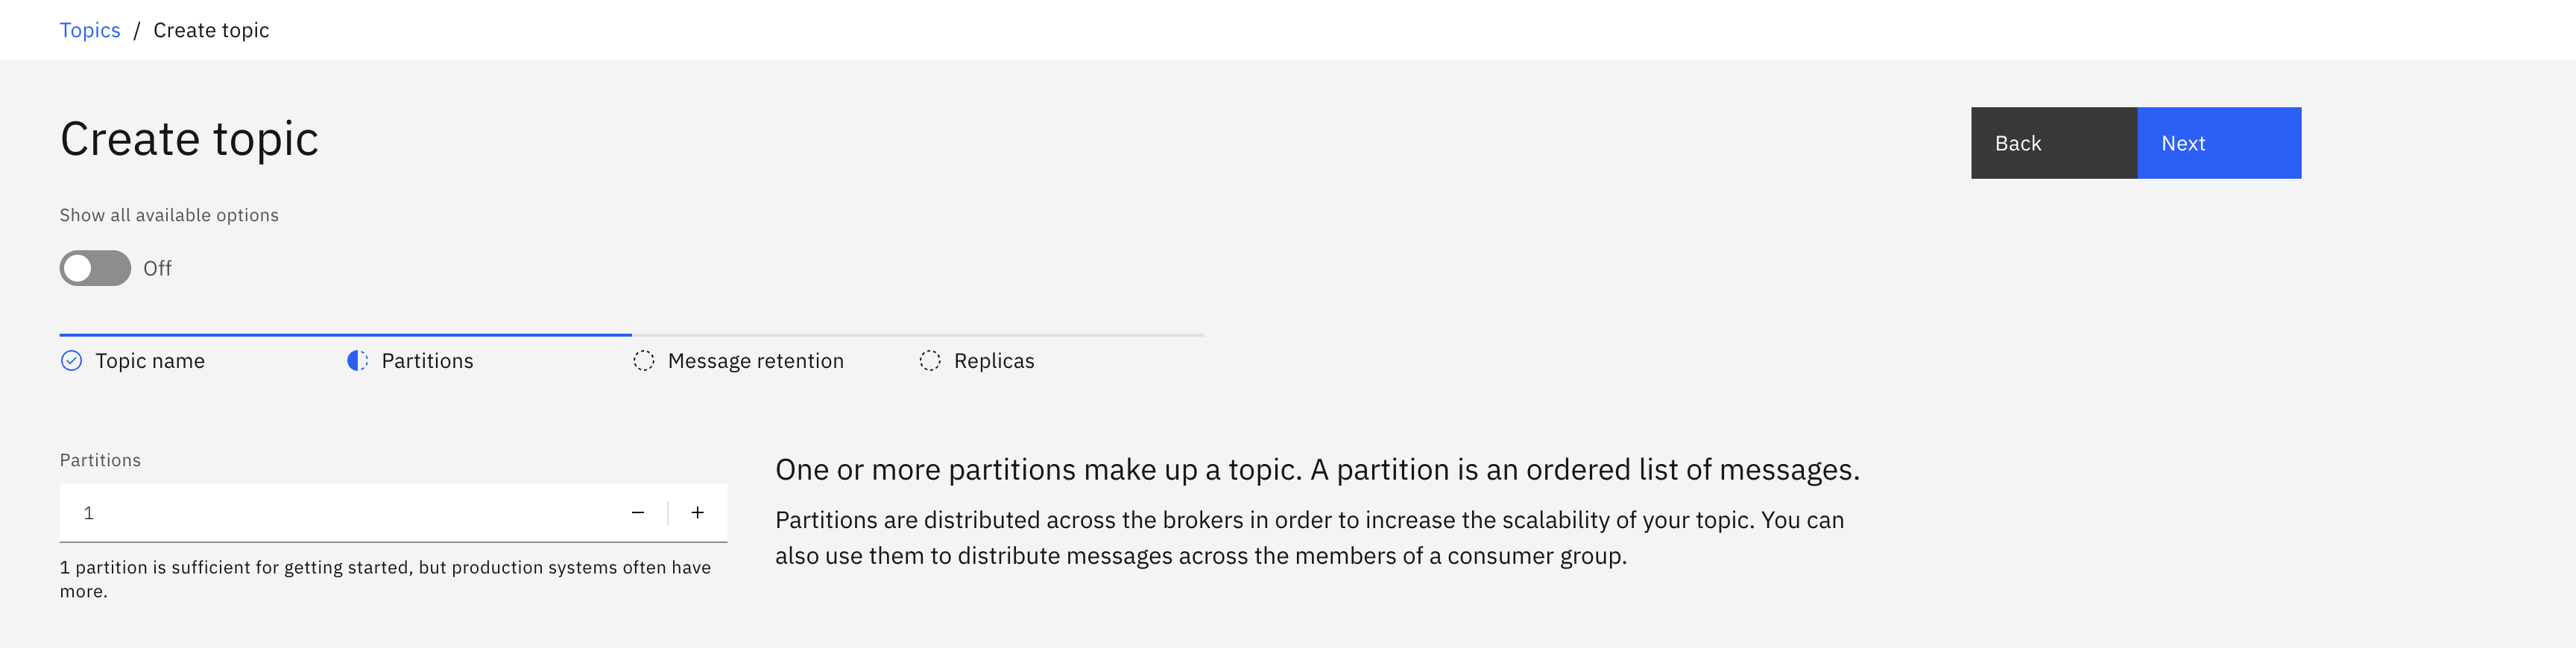 Topics / Create topic
Create topic
Back
Next
Show all available options
Off
Topic name
Partitions
Message retention
Replicas
Partitions
1
1 partition is sufficient for getting started, but production systems often have
more.
One or more partitions make up a topic. A partition is an ordered list of messages.
Partitions are distributed across the brokers in order to increase the scalability of your topic. You can
also use them to distribute messages across the members of a consumer group.